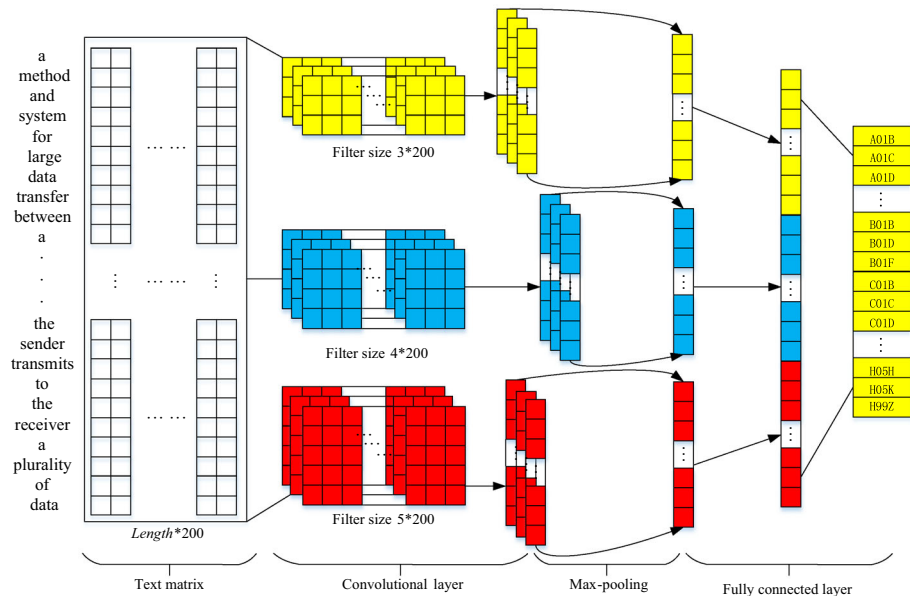 a
method
and
system
for
large
data
transfer
between
a
.
.
.
the
sender
transmits
to
the
receiver
a
plurality
of
data
... ...
⋮ ... ... ⋮
... ...
Length*200
Filter size 3*200
Filter size 4*200
Filter size 5*200
A01B
A01C
A01D
⋮
B01B
B01D
B01F
C01B
C01C
C01D
⋮
H05H
H05K
H99Z
Text matrix
Convolutional layer
Max-pooling
Fully connected layer